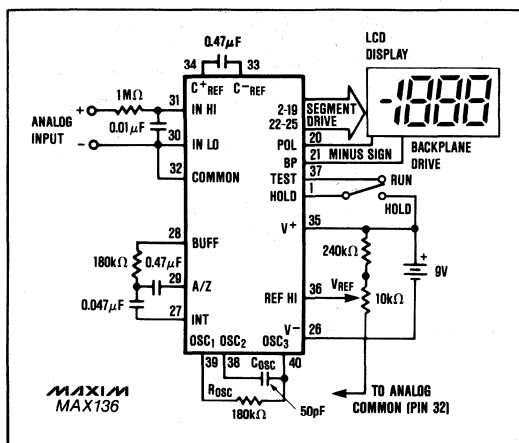 0.47µF
34 33
C⁺REF C⁻REF
LCD
DISPLAY
-1888
1MΩ
31
IN HI
ANALOG
INPUT
+
-
0.01µF
30
IN LO
32
COMMON
2-19
22-25
SEGMENT
DRIVE
20
POL
MINUS SIGN
21
BP
BACKPLANE
DRIVE
37
TEST
RUN
1
HOLD
HOLD
35
V⁺
240kΩ
+
9V
28
BUFF
180kΩ
0.47µF
29
A/Z
0.047µF
27
INT
36
REF HI
VREF
10kΩ
26
V⁻
OSC₁ OSC₂ OSC₃
39 38 40
COSC
ROSC
180kΩ
50pF
TO ANALOG
COMMON (PIN 32)
MAXIM
MAX136